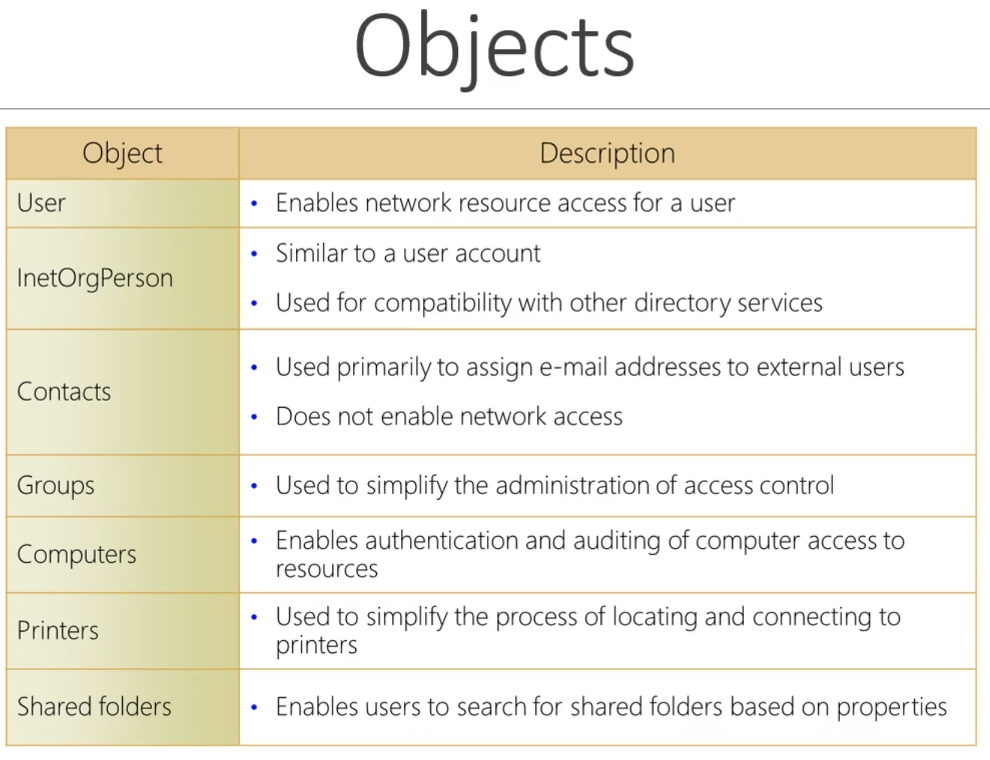 Objects
Object
Description
User
• Enables network resource access for a user
InetOrgPerson
• Similar to a user account
• Used for compatibility with other directory services
Contacts
• Used primarily to assign e-mail addresses to external users
• Does not enable network access
Groups
• Used to simplify the administration of access control
Computers
• Enables authentication and auditing of computer access to
resources
Printers
• Used to simplify the process of locating and connecting to
printers
Shared folders
• Enables users to search for shared folders based on properties